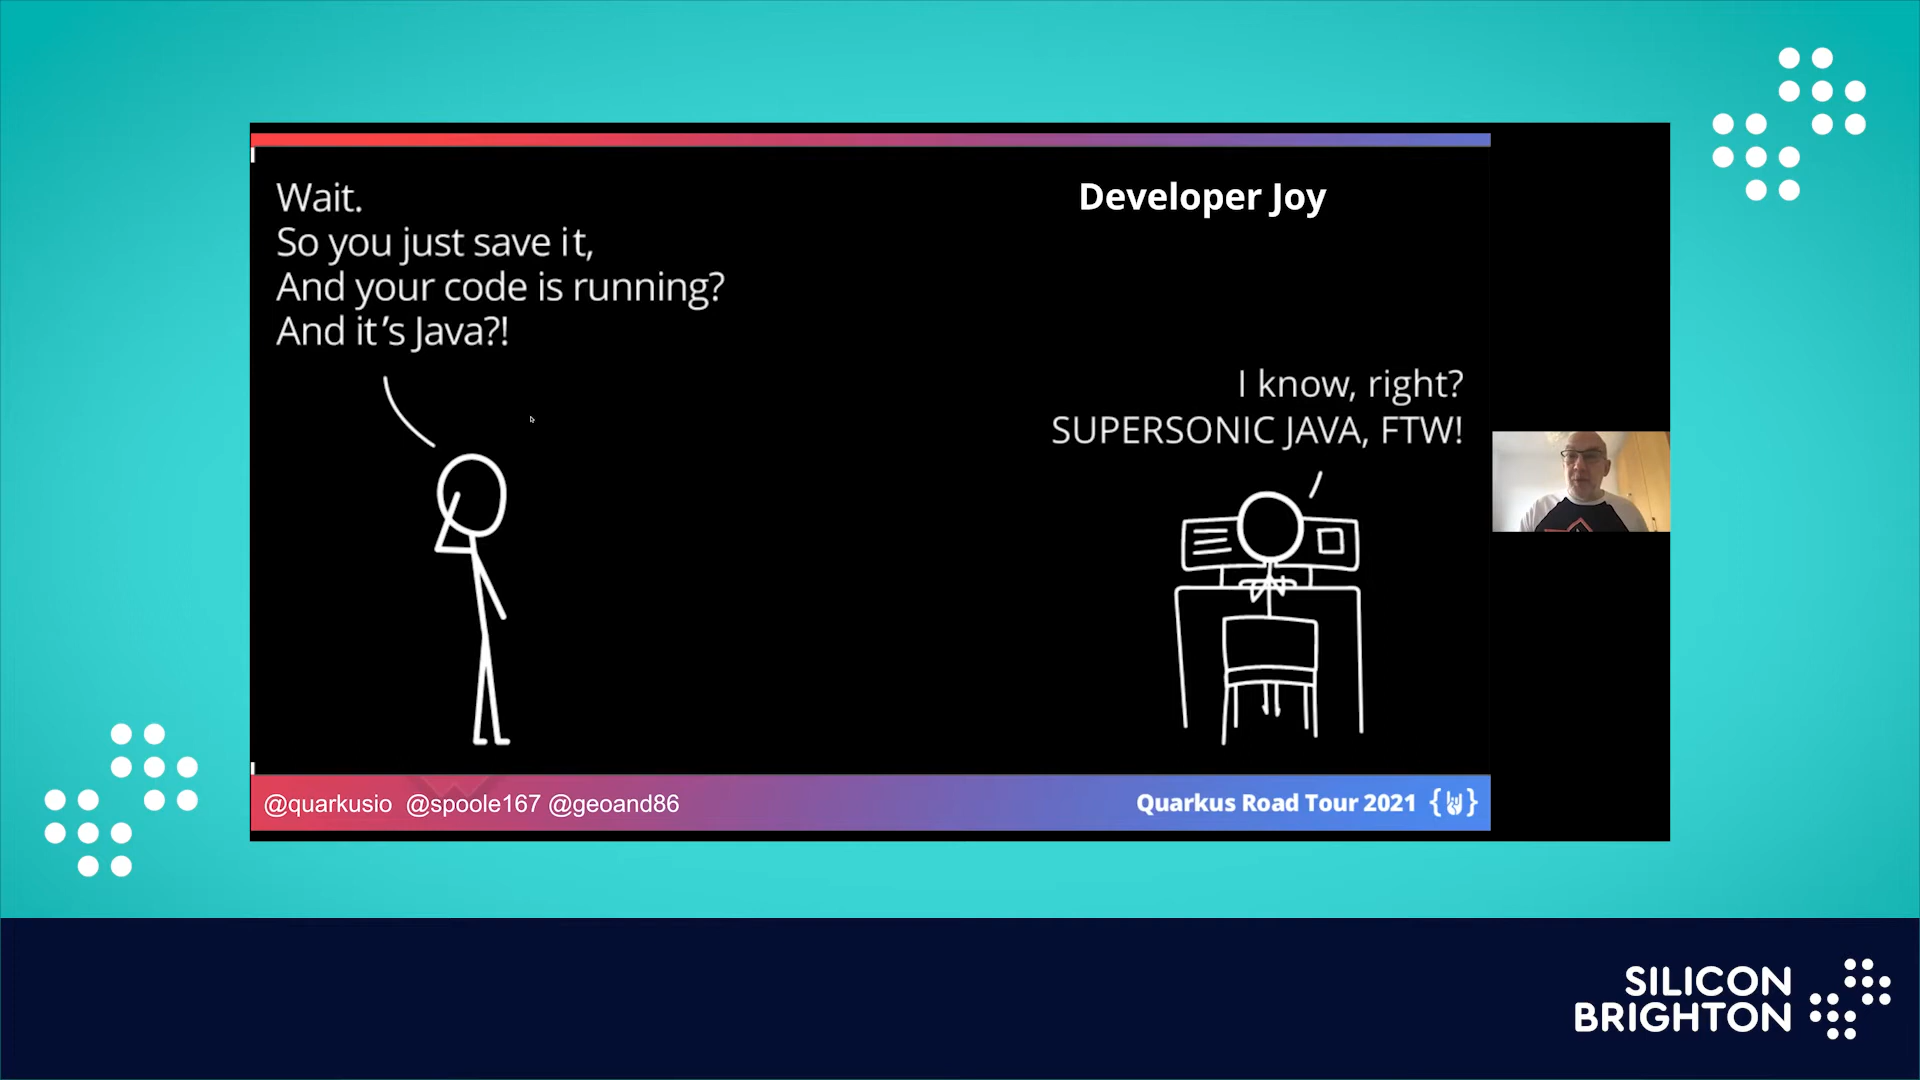 Developer Joy
Wait.
So you just save it,
And your code is running?
And it's Java?!
I know, right?
SUPERSONIC JAVA, FTW!
@quarkusio @spoole167 @geoand86
Quarkus Road Tour 2021
SILICON
BRIGHTON